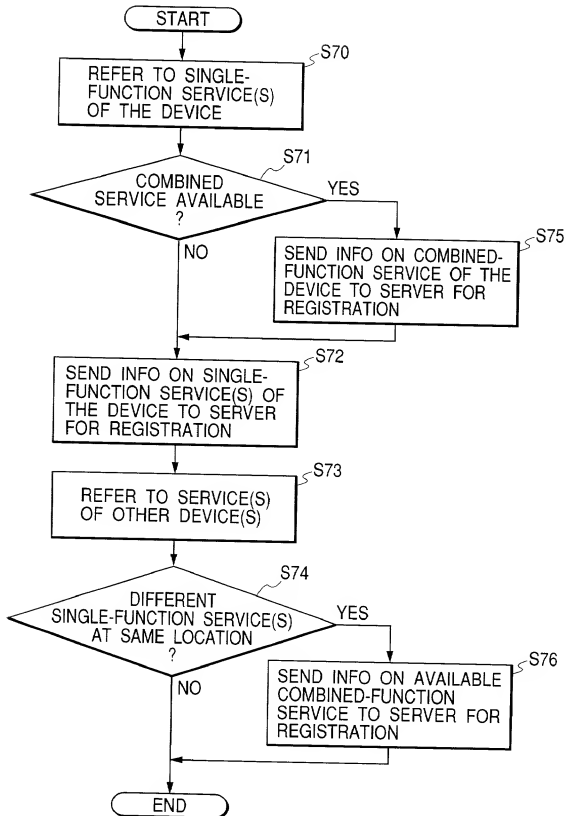 START
S70
REFER TO SINGLE-
FUNCTION SERVICE(S)
OF THE DEVICE
S71
COMBINED
SERVICE AVAILABLE
?
YES
NO
S75
SEND INFO ON COMBINED-
FUNCTION SERVICE OF THE
DEVICE TO SERVER FOR
REGISTRATION
S72
SEND INFO ON SINGLE-
FUNCTION SERVICE(S) OF
THE DEVICE TO SERVER
FOR REGISTRATION
S73
REFER TO SERVICE(S)
OF OTHER DEVICE(S)
S74
DIFFERENT
SINGLE-FUNCTION SERVICE(S)
AT SAME LOCATION
?
YES
NO
S76
SEND INFO ON AVAILABLE
COMBINED-FUNCTION
SERVICE TO SERVER FOR
REGISTRATION
END